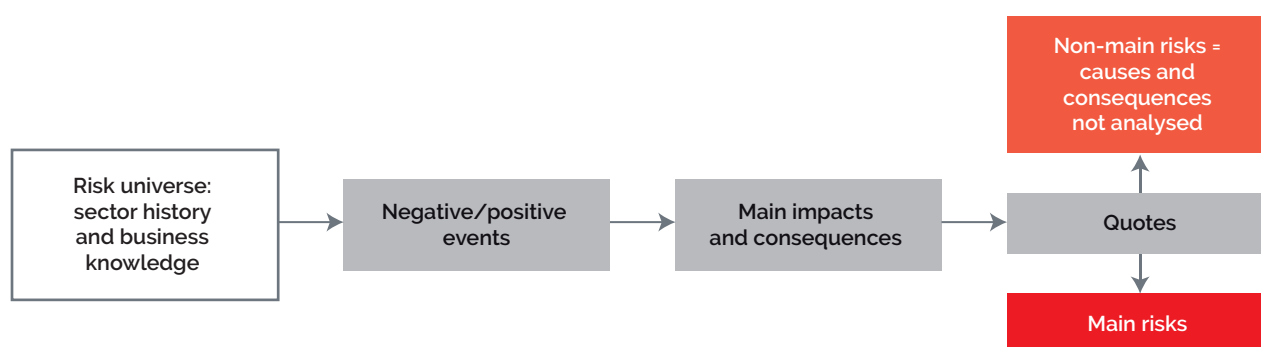 Risk universe:
sector history
and business
knowledge
Negative/positive
events
Main impacts
and consequences
Non-main risks =
causes and
consequences
not analysed
Quotes
Main risks